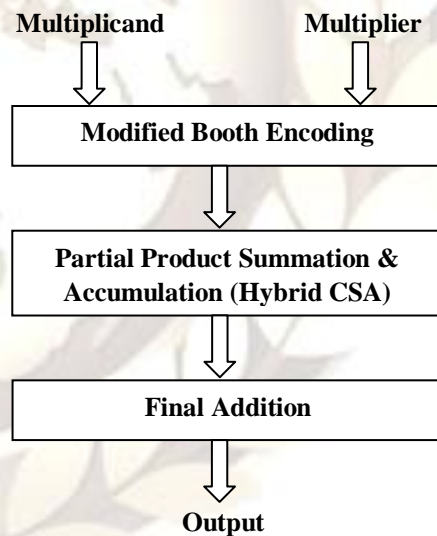 Multiplicand Multiplier
Modified Booth Encoding
Partial Product Summation &
Accumulation (Hybrid CSA)
Final Addition
Output